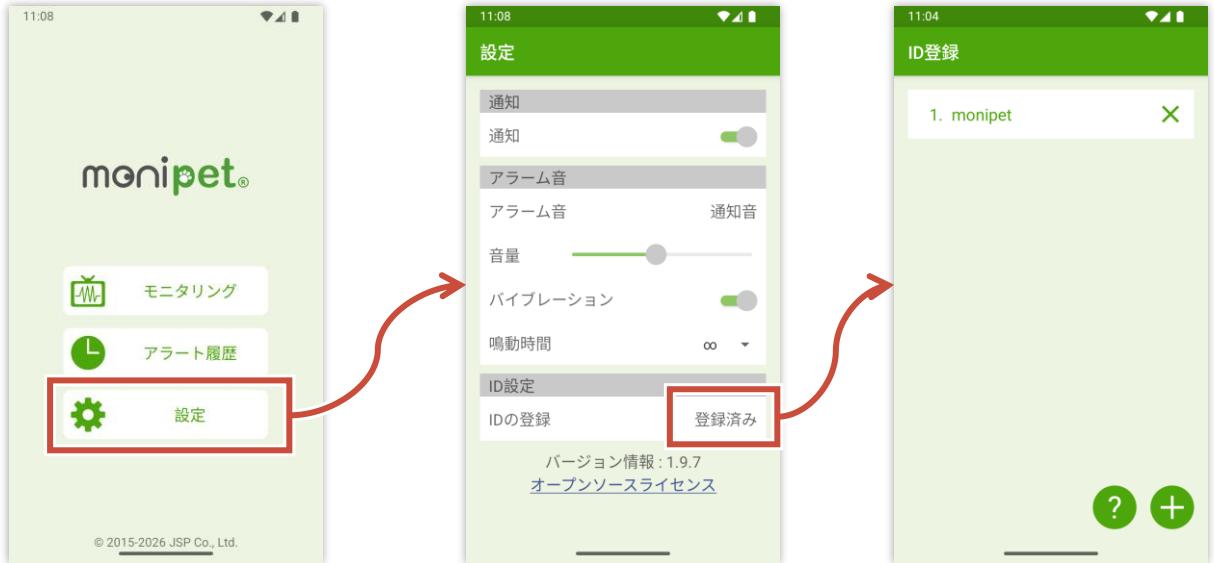 11:08
monipet®
モニタリング
アラート履歴
設定
© 2015-2026 JSP Co., Ltd.
11:08
設定
通知
通知
アラーム音
アラーム音 通知音
音量
バイブレーション
鳴動時間 ∞
ID設定
IDの登録 登録済み
バージョン情報 : 1.9.7
オープンソースライセンス
11:04
ID登録
1. monipet
?